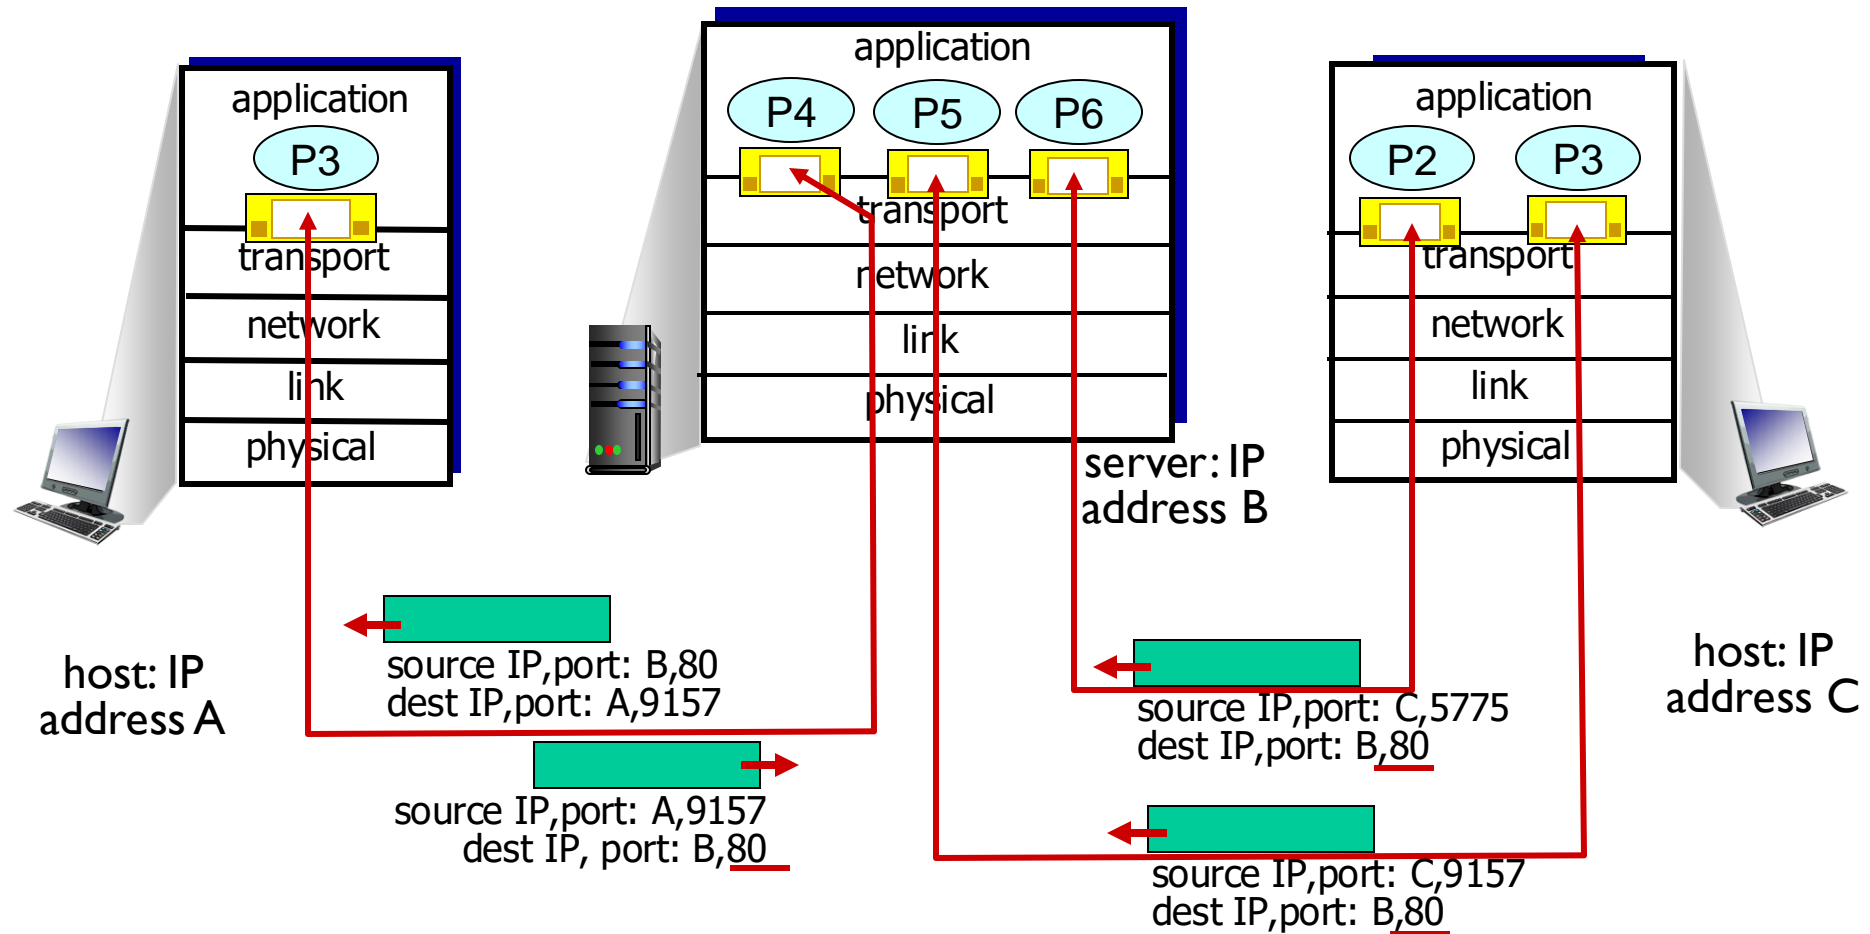 application
P3
transport
network
link
physical
host: IP
address A
application
P4 P5 P6
transport
network
link
physical
server: IP
address B
application
P2 P3
transport
network
link
physical
host: IP
address C
source IP,port: B,80
dest IP,port: A,9157
source IP,port: A,9157
dest IP, port: B,80
source IP,port: C,5775
dest IP,port: B,80
source IP,port: C,9157
dest IP,port: B,80